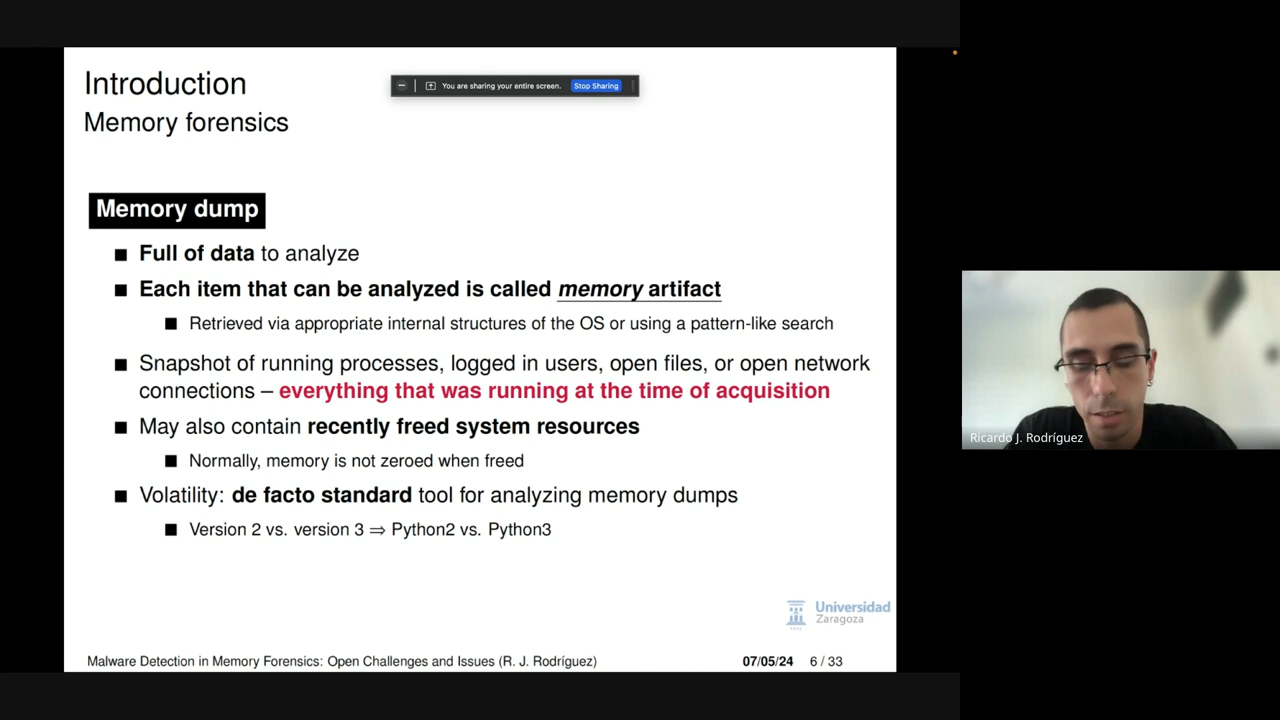 Introduction
You are sharing your entire screen. Stop Sharing
Memory forensics
Memory dump
Full of data to analyze
Each item that can be analyzed is called memory artifact
Retrieved via appropriate internal structures of the OS or using a pattern-like search
Snapshot of running processes, logged in users, open files, or open network
connections – everything that was running at the time of acquisition
May also contain recently freed system resources
Normally, memory is not zeroed when freed
Volatility: de facto standard tool for analyzing memory dumps
Version 2 vs. version 3 ⇒ Python2 vs. Python3
Universidad
Zaragoza
Malware Detection in Memory Forensics: Open Challenges and Issues (R. J. Rodríguez) 07/05/24 6 / 33
Ricardo J. Rodríguez